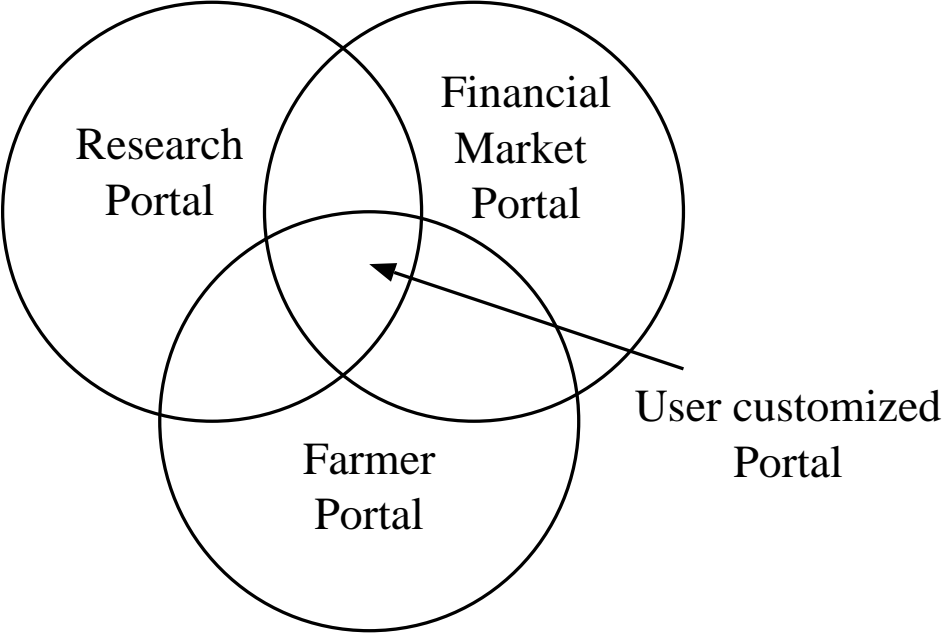 Research
Portal
Financial
Market
Portal
Farmer
Portal
User customized
Portal